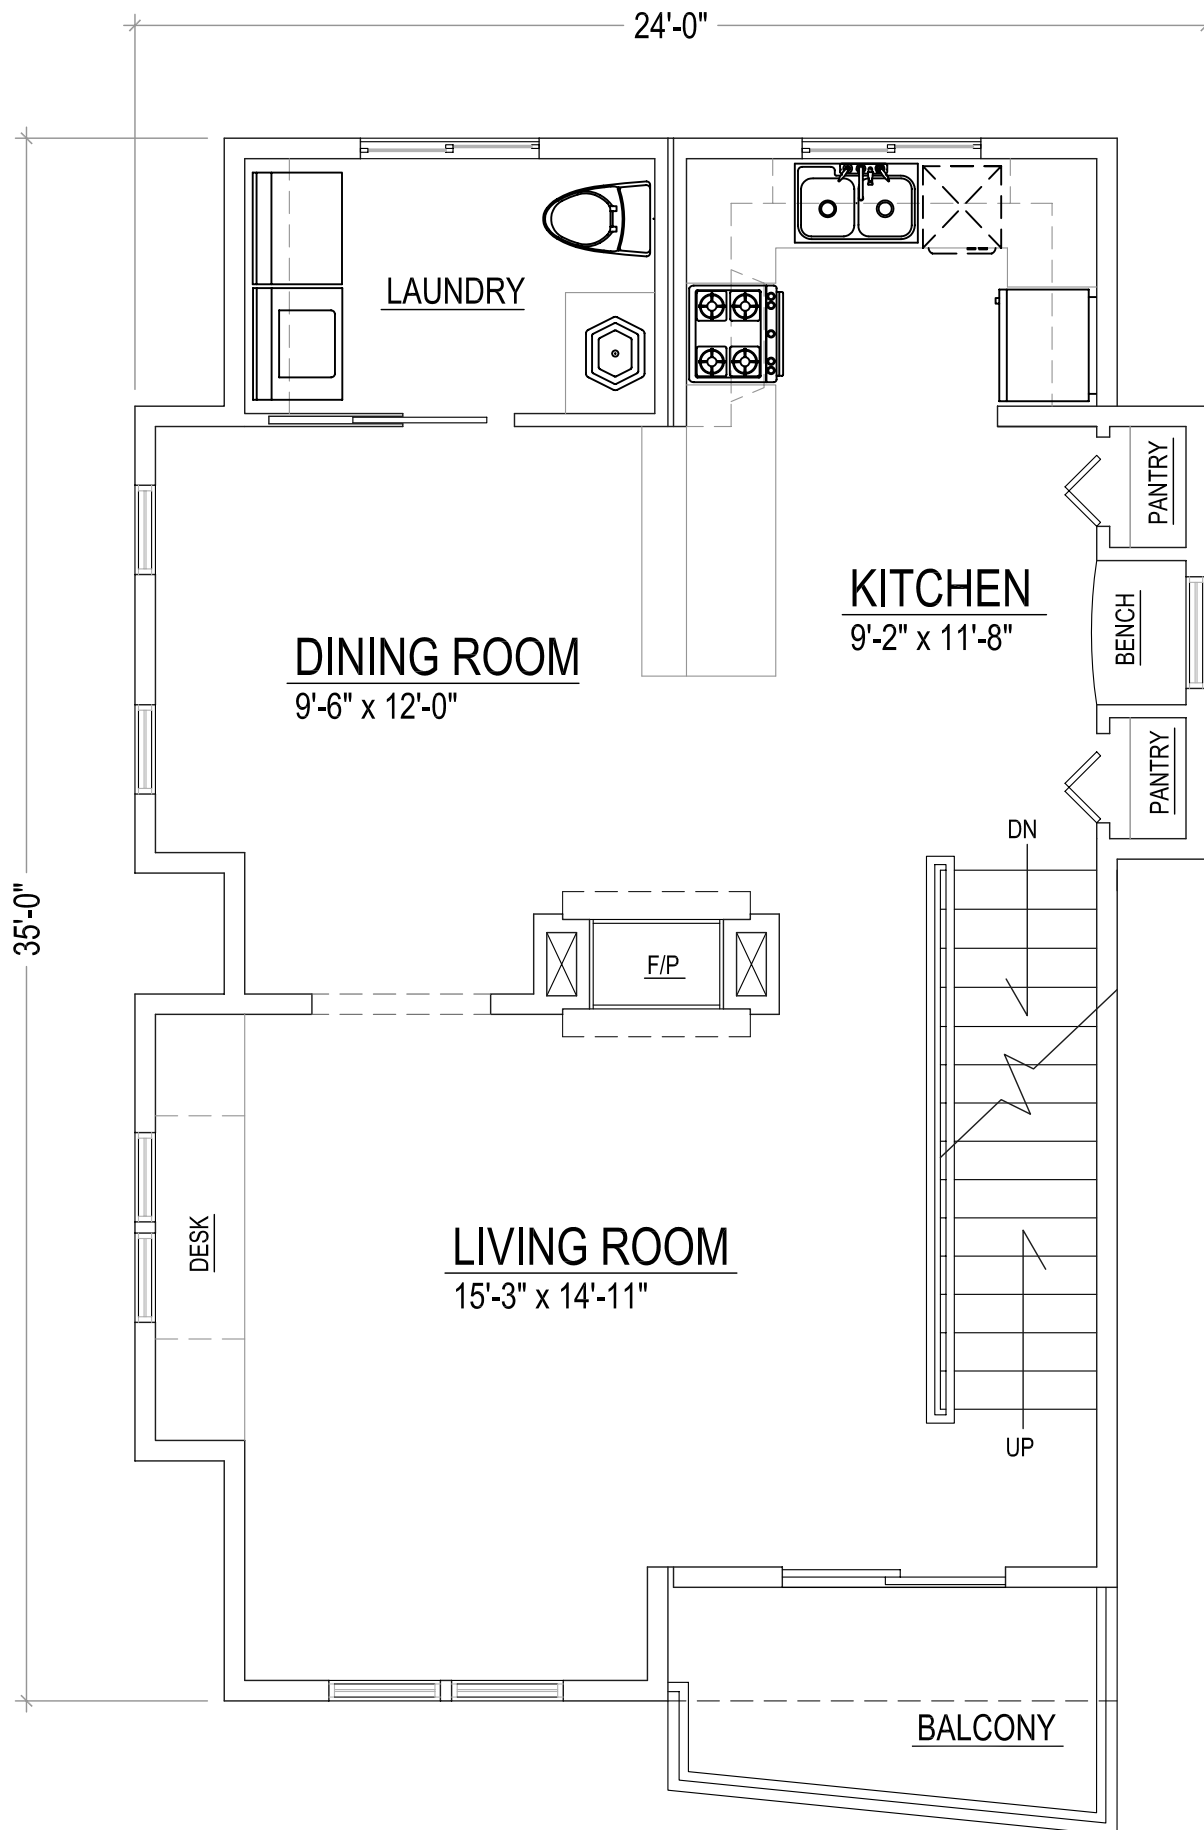 24'-0"
LAUNDRY
PANTRY
KITCHEN
9'-2" x 11'-8"
BENCH
DINING ROOM
9'-6" x 12'-0"
PANTRY
DN
35'-0"
F/P
DESK
LIVING ROOM
15'-3" x 14'-11"
UP
BALCONY